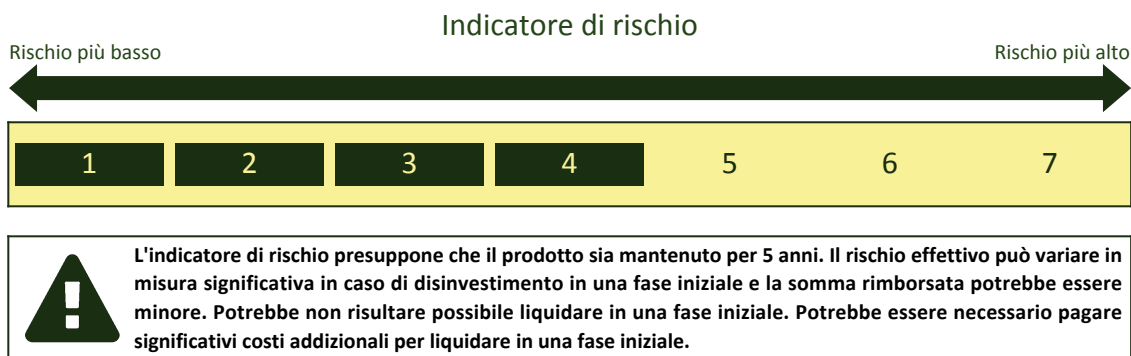 Indicatore di rischio
Rischio più basso
Rischio più alto
1 2 3 4 5 6 7
L'indicatore di rischio presuppone che il prodotto sia mantenuto per 5 anni. Il rischio effettivo può variare in
misura significativa in caso di disinvestimento in una fase iniziale e la somma rimborsata potrebbe essere
minore. Potrebbe non risultare possibile liquidare in una fase iniziale. Potrebbe essere necessario pagare
significativi costi addizionali per liquidare in una fase iniziale.